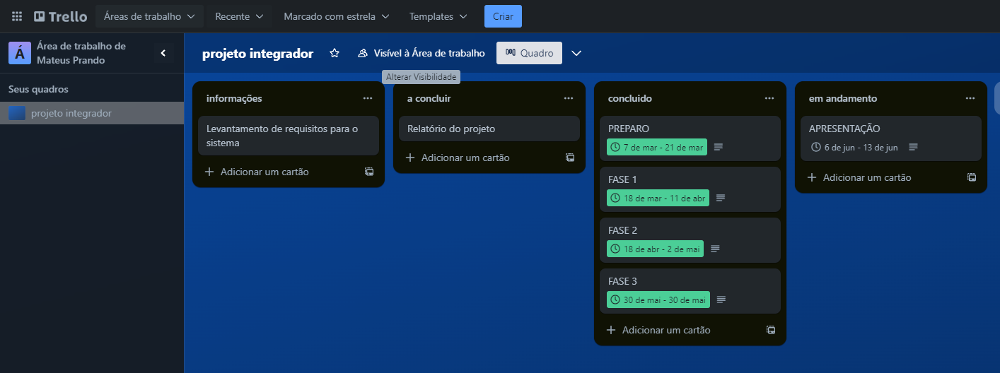 Trello
Áreas de trabalho
Recente
Marcado com estrela
Templates
Criar
Á
Área de trabalho de
Mateus Prando
Seus quadros
projeto integrador
projeto integrador
Visível à Área de trabalho
Quadro
Alterar Visibilidade
informações
Levantamento de requisitos para o
sistema
Adicionar um cartão
a concluir
Relatório do projeto
Adicionar um cartão
concluido
PREPARO
7 de mar - 21 de mar
FASE 1
18 de mar - 11 de abr
FASE 2
18 de abr - 2 de mai
FASE 3
30 de mai - 30 de mai
Adicionar um cartão
em andamento
APRESENTAÇÃO
6 de jun - 13 de jun
Adicionar um cartão